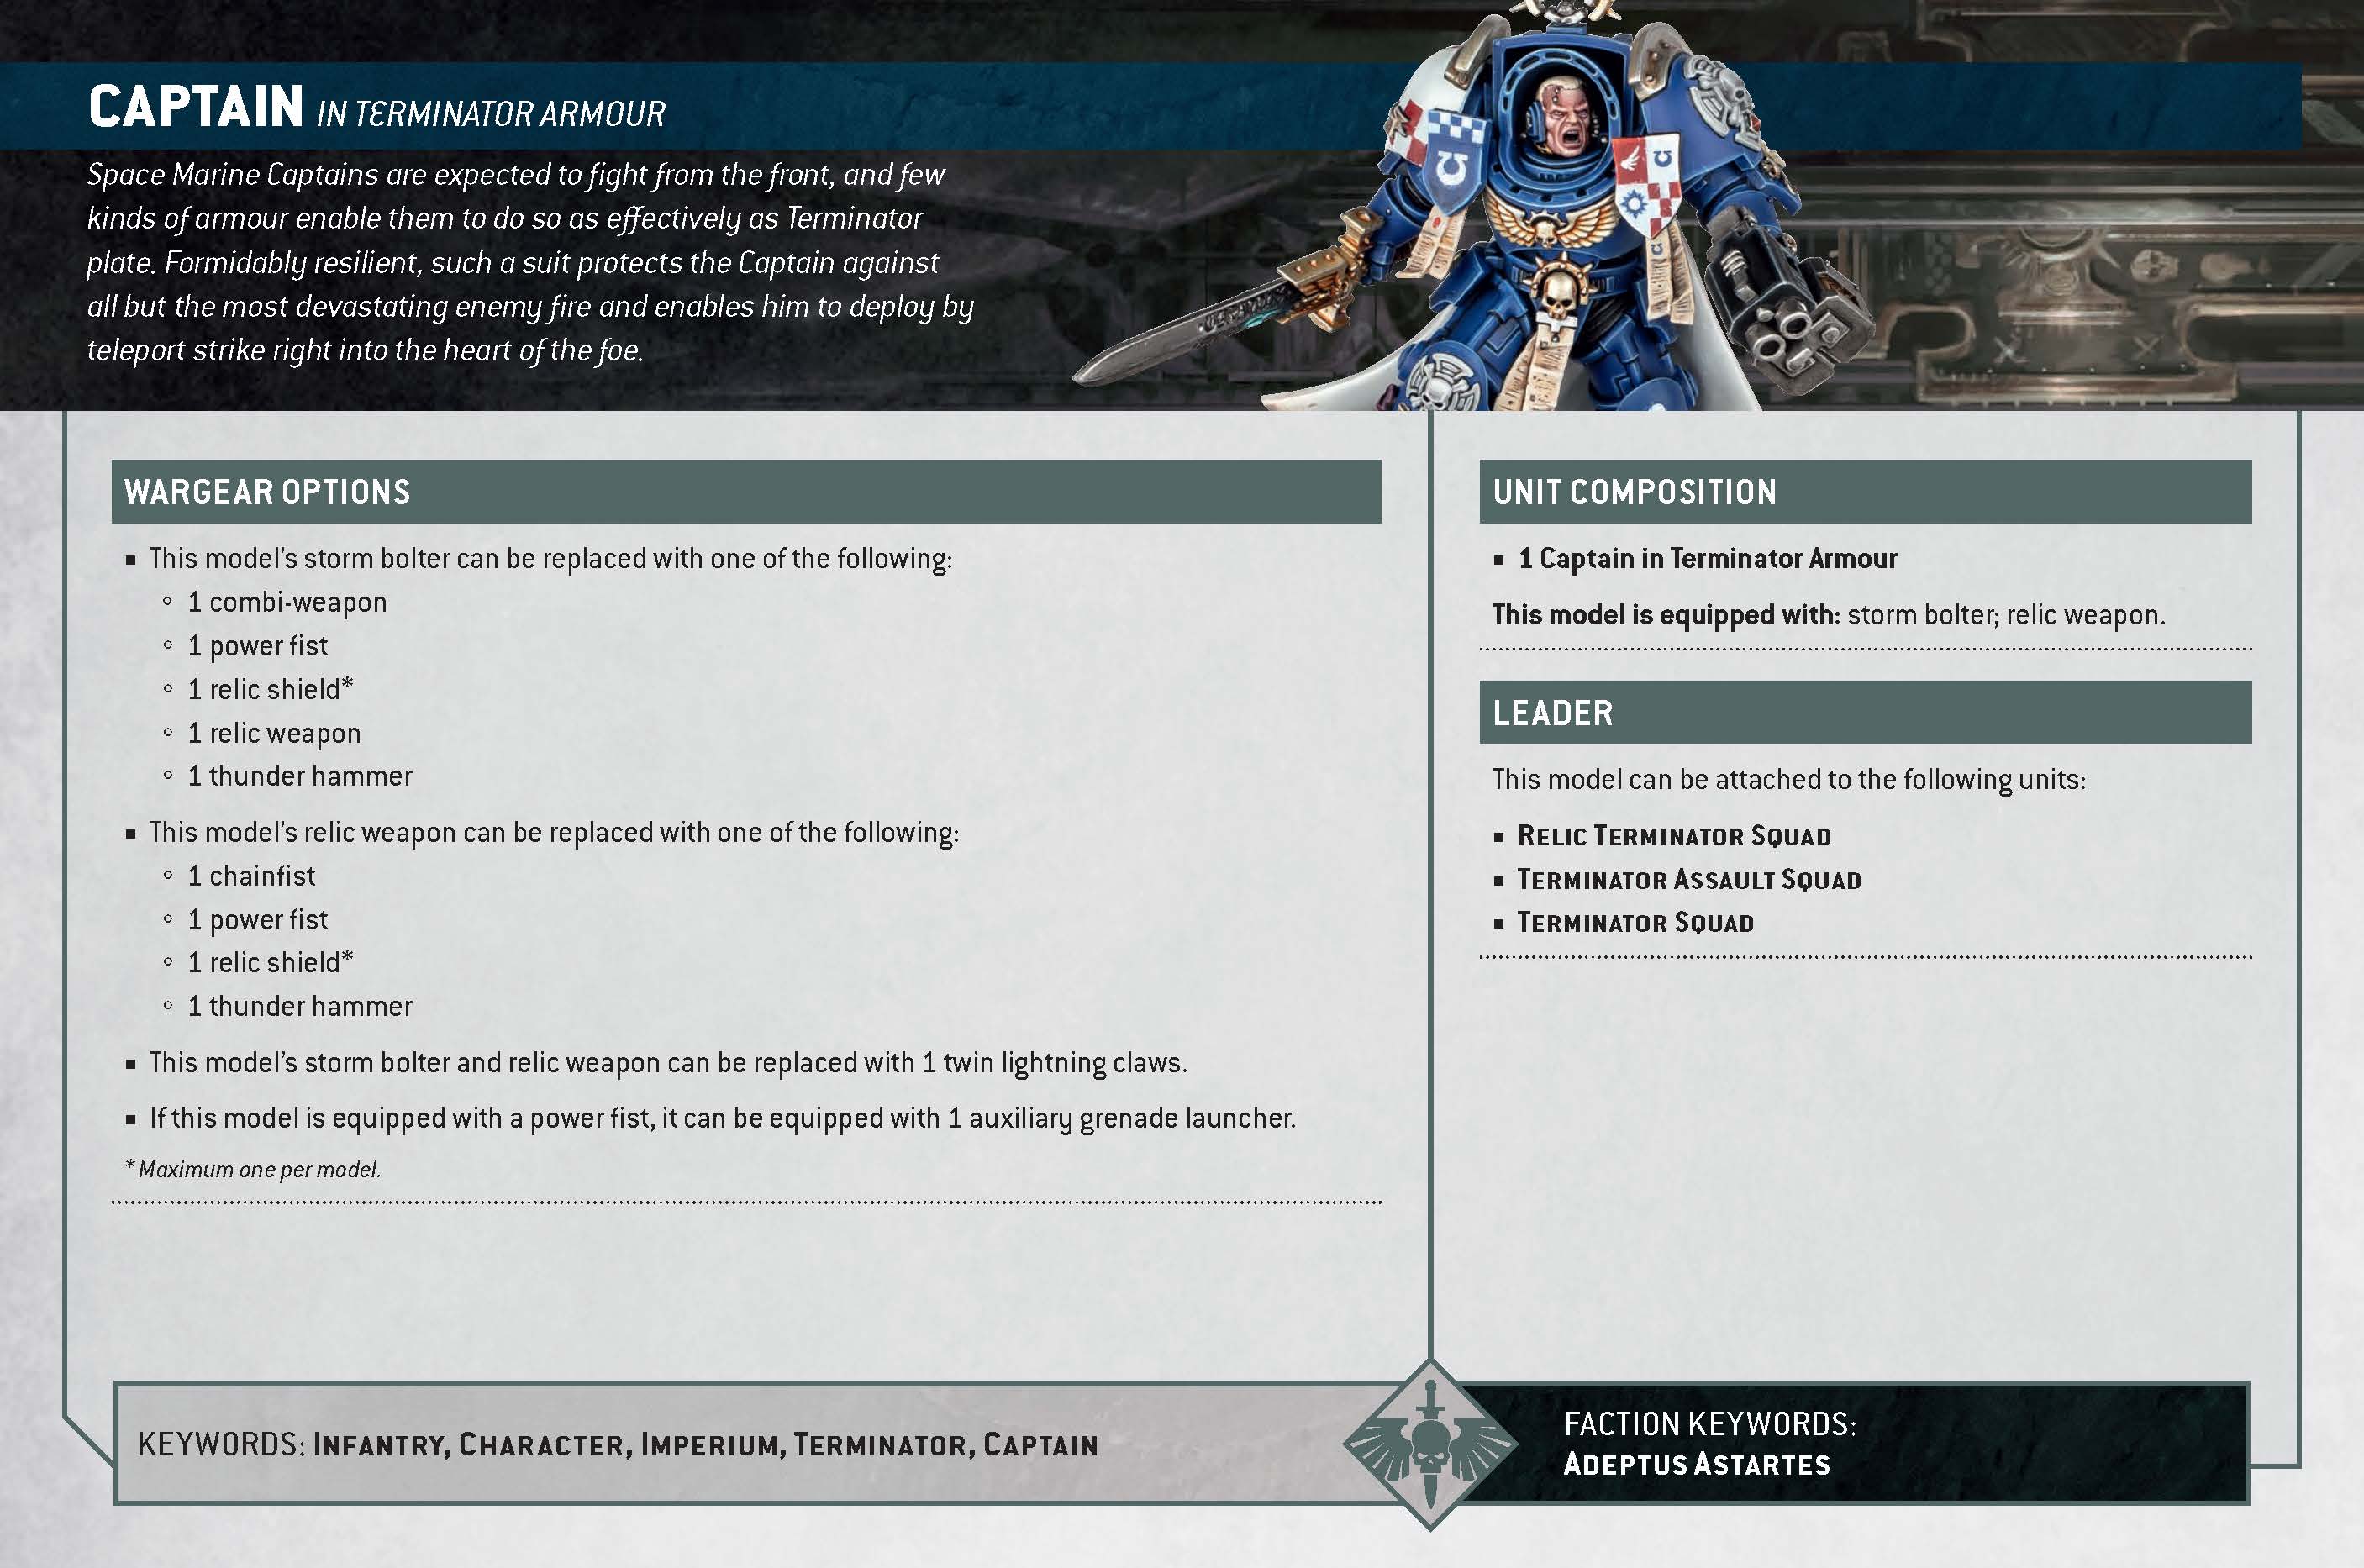 CAPTAIN IN TERMINATOR ARMOUR
Space Marine Captains are expected to fight from the front, and few
kinds of armour enable them to do so as effectively as Terminator
plate. Formidably resilient, such a suit protects the Captain against
all but the most devastating enemy fire and enables him to deploy by
teleport strike right into the heart of the foe.
WARGEAR OPTIONS
▪ This model's storm bolter can be replaced with one of the following:
◦ 1 combi-weapon
◦ 1 power fist
◦ 1 relic shield*
◦ 1 relic weapon
◦ 1 thunder hammer
▪ This model's relic weapon can be replaced with one of the following:
◦ 1 chainfist
◦ 1 power fist
◦ 1 relic shield*
◦ 1 thunder hammer
▪ This model's storm bolter and relic weapon can be replaced with 1 twin lightning claws.
▪ If this model is equipped with a power fist, it can be equipped with 1 auxiliary grenade launcher.
* Maximum one per model.
UNIT COMPOSITION
▪ 1 Captain in Terminator Armour
This model is equipped with: storm bolter; relic weapon.
LEADER
This model can be attached to the following units:
▪ RELIC TERMINATOR SQUAD
▪ TERMINATOR ASSAULT SQUAD
▪ TERMINATOR SQUAD
KEYWORDS: INFANTRY, CHARACTER, IMPERIUM, TERMINATOR, CAPTAIN
FACTION KEYWORDS:
ADEPTUS ASTARTES